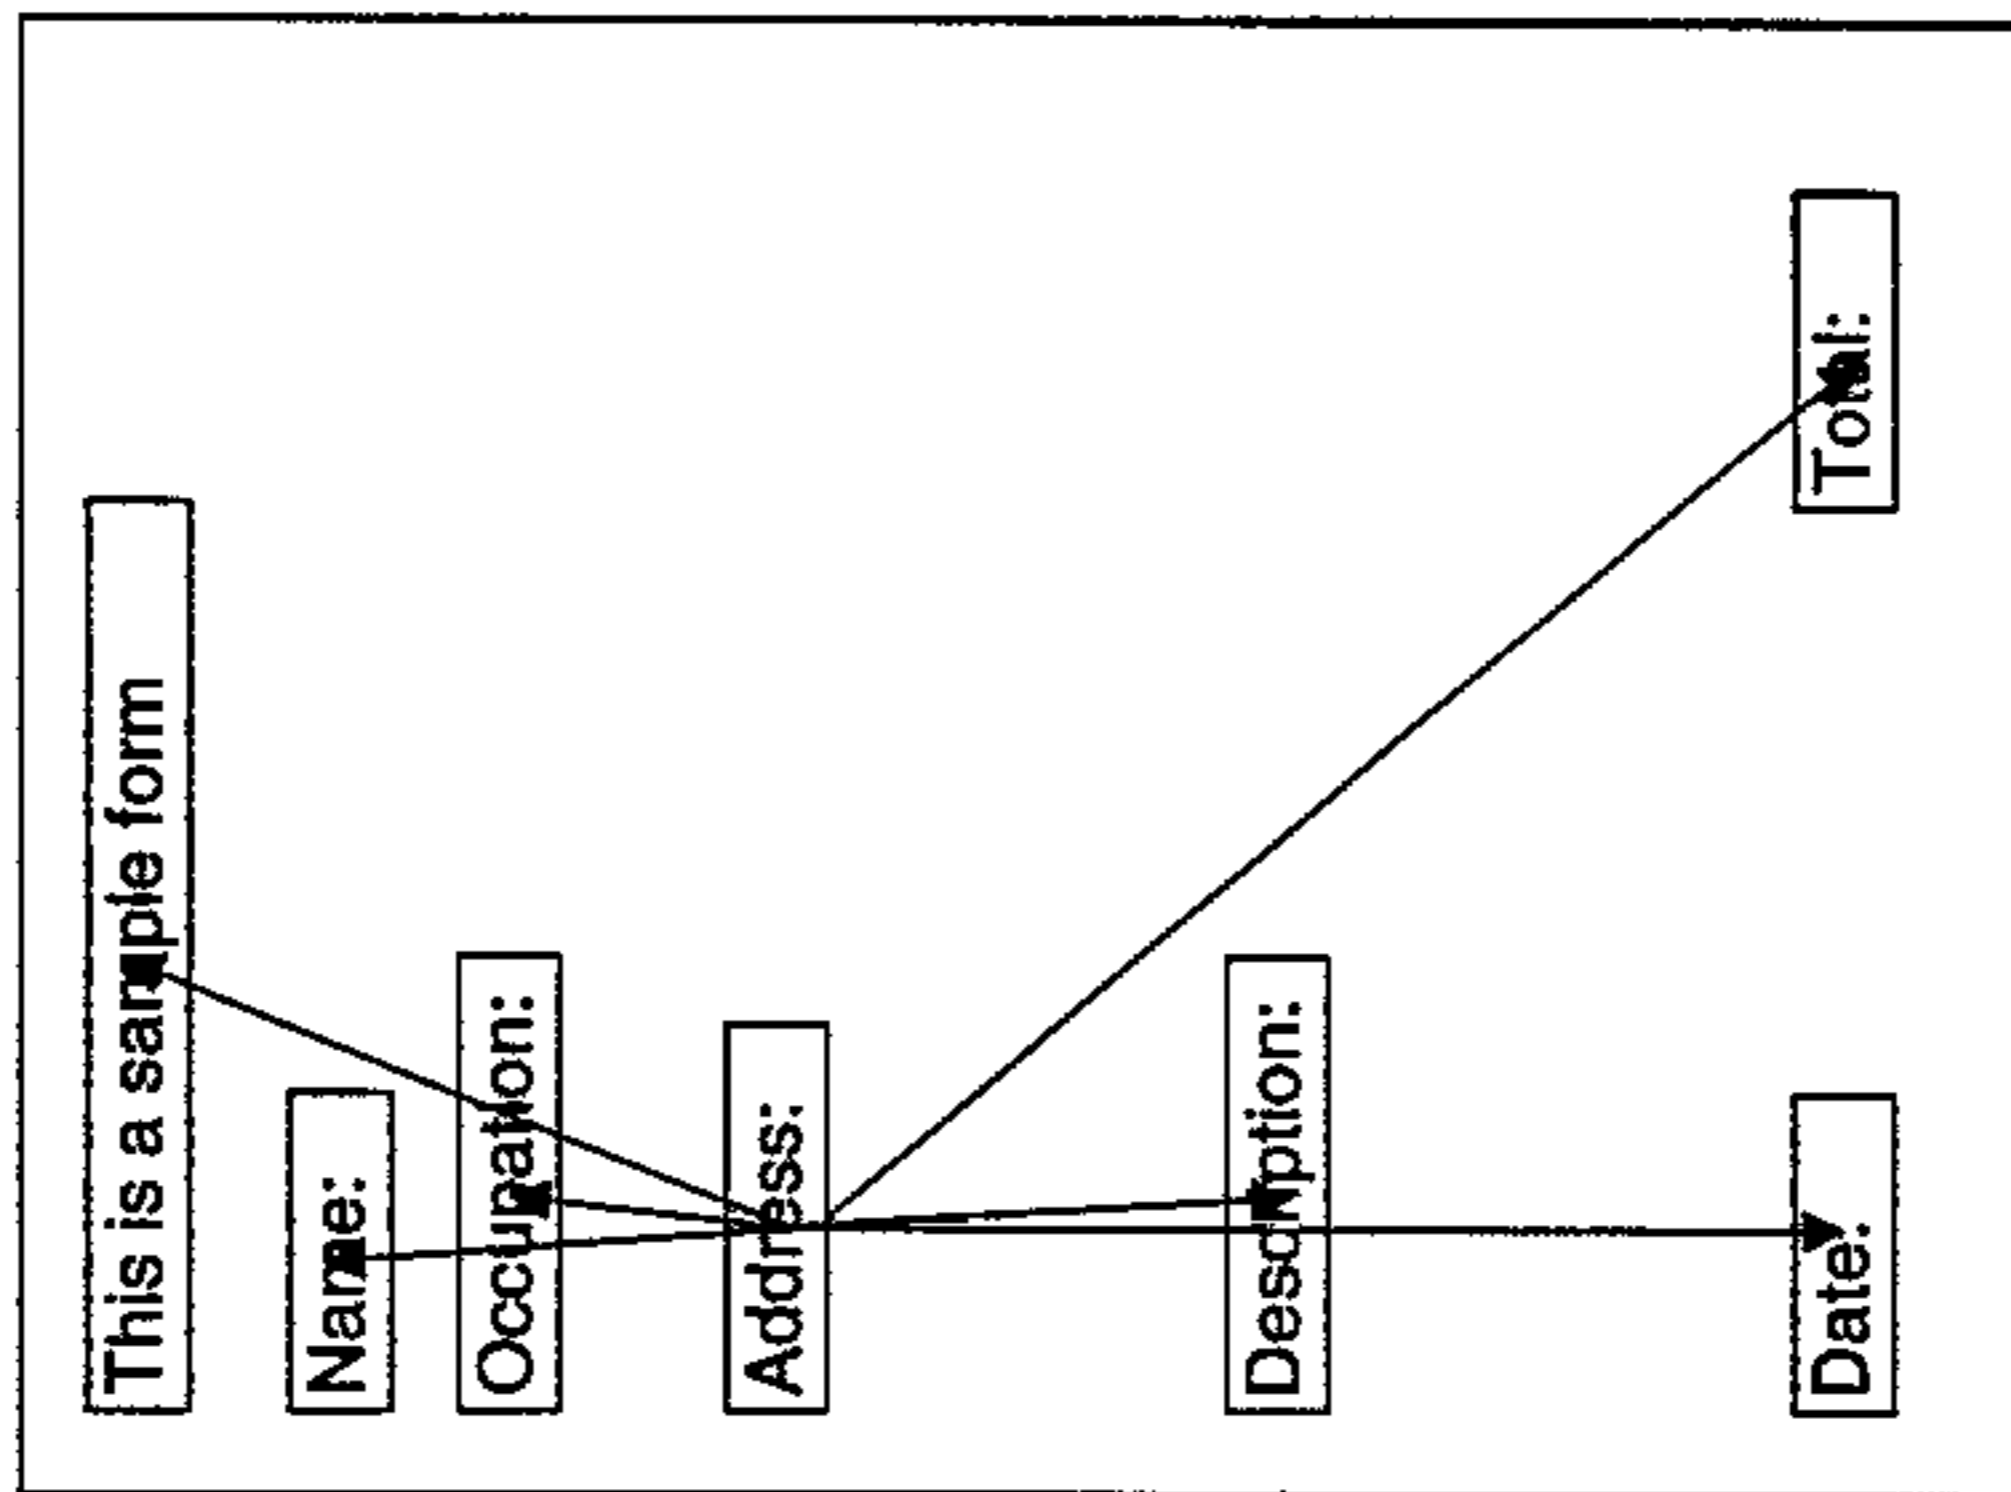 This is a sample form
Name:
Occupation:
Address:
Description:
Date:
Total: